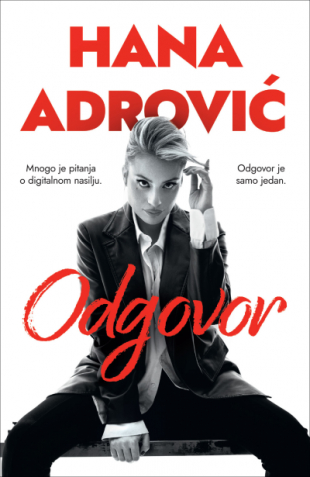 HANA
ADROVIĆ
Mnogo je pitanja
o digitalnom nasilju.
Odgovor je
samo jedan.
Odgovor